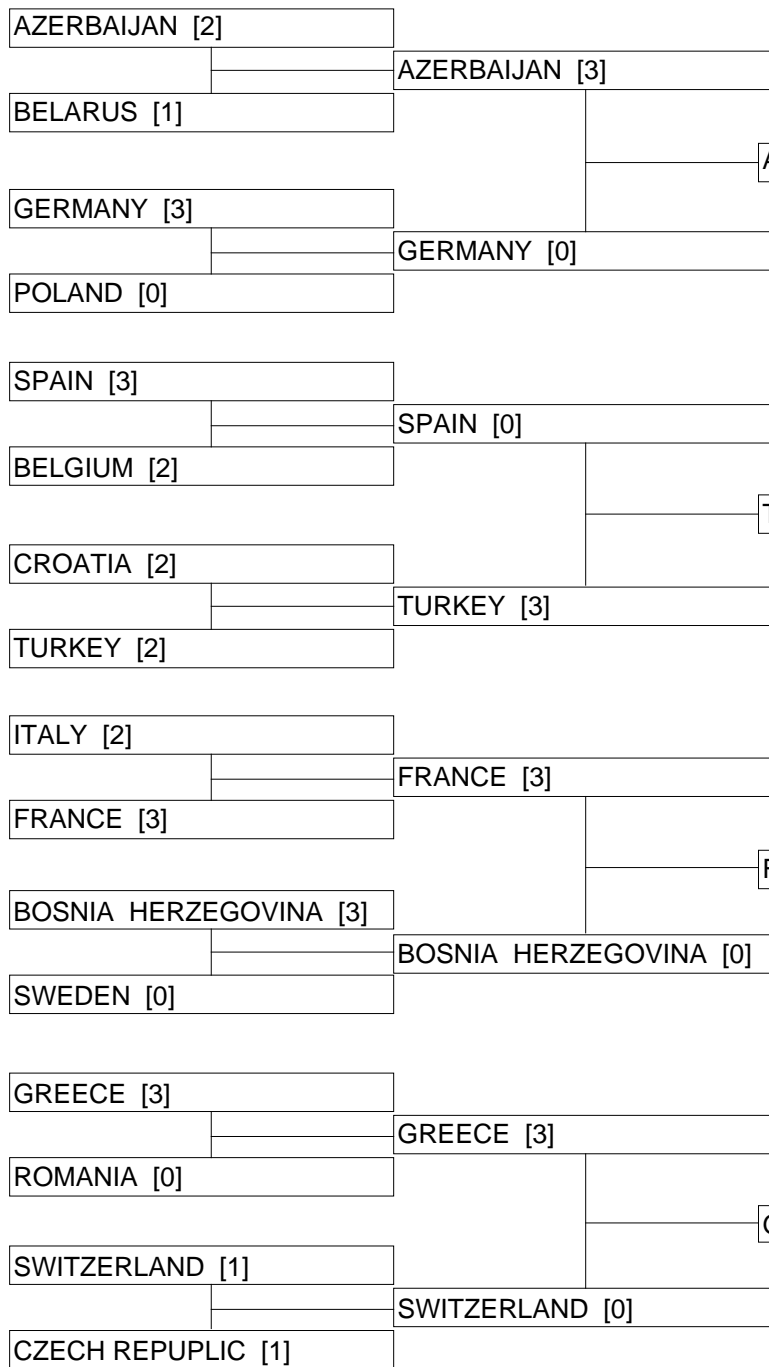 AZERBAIJAN [2]
AZERBAIJAN [3]
BELARUS [1]
GERMANY [3]
GERMANY [0]
POLAND [0]
SPAIN [3]
SPAIN [0]
BELGIUM [2]
CROATIA [2]
TURKEY [3]
TURKEY [2]
ITALY [2]
FRANCE [3]
FRANCE [3]
BOSNIA HERZEGOVINA [3]
BOSNIA HERZEGOVINA [0]
SWEDEN [0]
GREECE [3]
GREECE [3]
ROMANIA [0]
SWITZERLAND [1]
SWITZERLAND [0]
CZECH REPUPLIC [1]